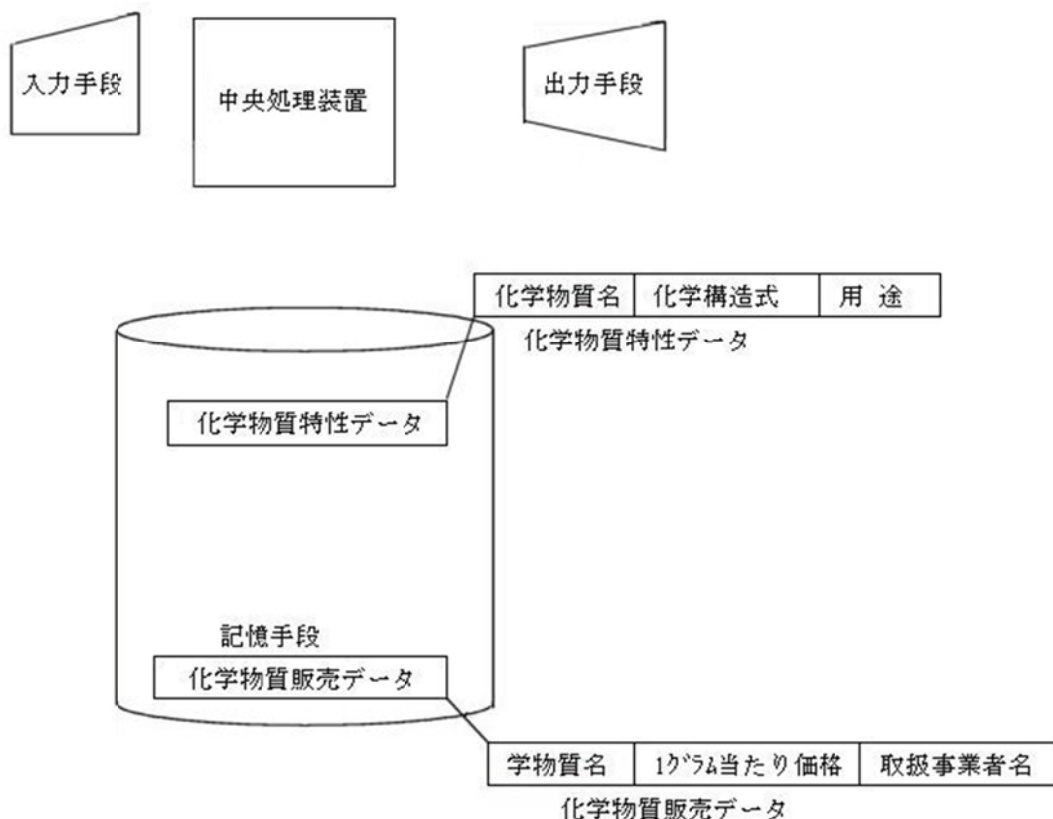 入力手段
中央処理装置
出力手段
化学物質名 化学構造式 用 途
化学物質特性データ
化学物質特性データ
記憶手段
化学物質販売データ
学物質名 1グラム当たり価格 取扱事業者名
化学物質販売データ